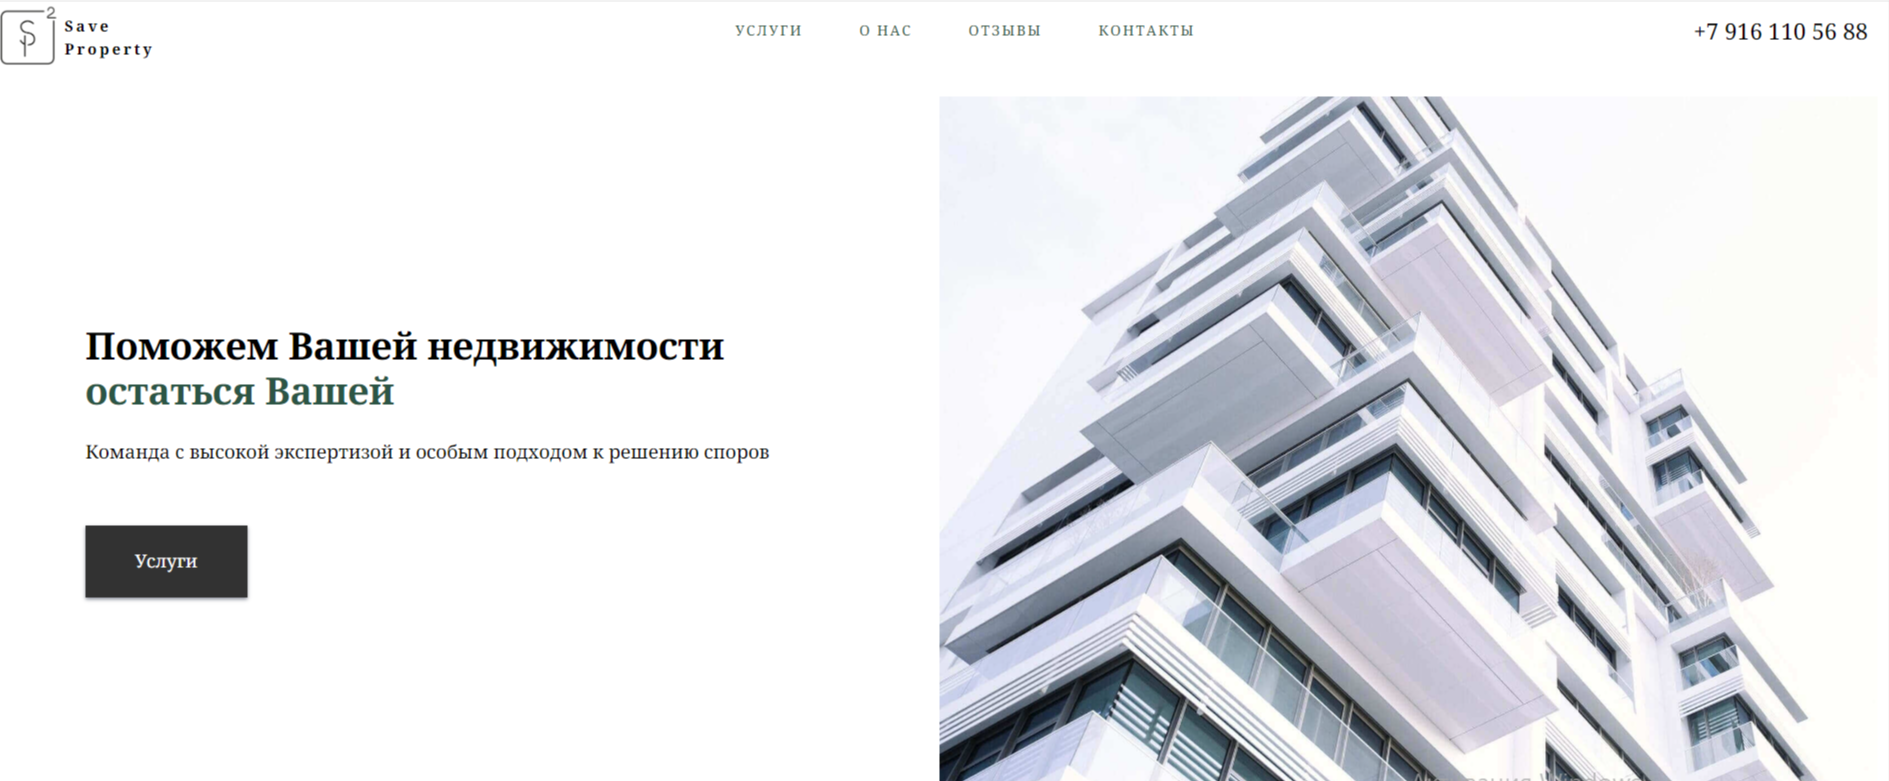 SP2
Save
Property
УСЛУГИ
О НАС
ОТЗЫВЫ
КОНТАКТЫ
+7 916 110 56 88
Поможем Вашей недвижимости
остаться Вашей
Команда с высокой экспертизой и особым подходом к решению споров
Услуги